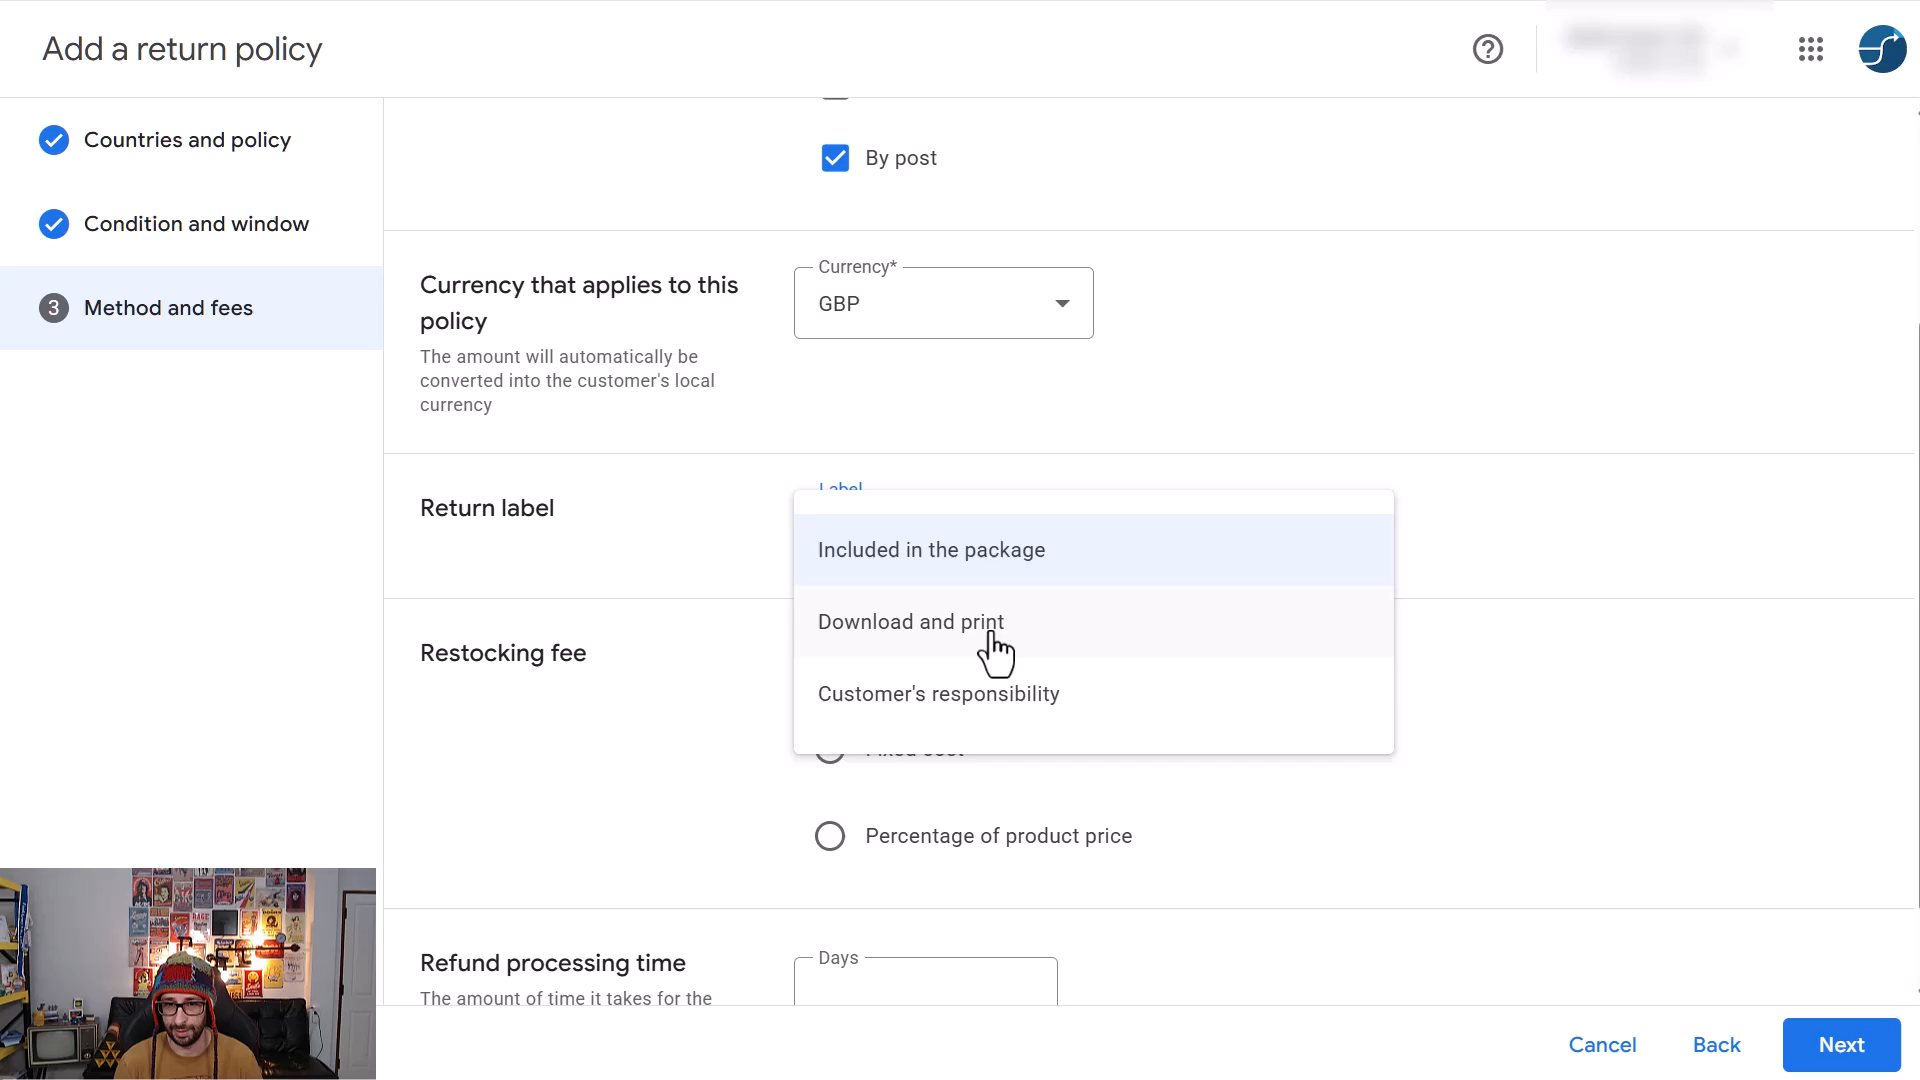 Add a return policy
Countries and policy
Condition and window
3 Method and fees
By post
Currency that applies to this
policy
The amount will automatically be
converted into the customer's local
currency
Currency*
GBP
Return label
Label
Included in the package
Download and print
Customer's responsibility
Restocking fee
Fixed cost
Percentage of product price
Refund processing time
The amount of time it takes for the
Days
Cancel
Back
Next